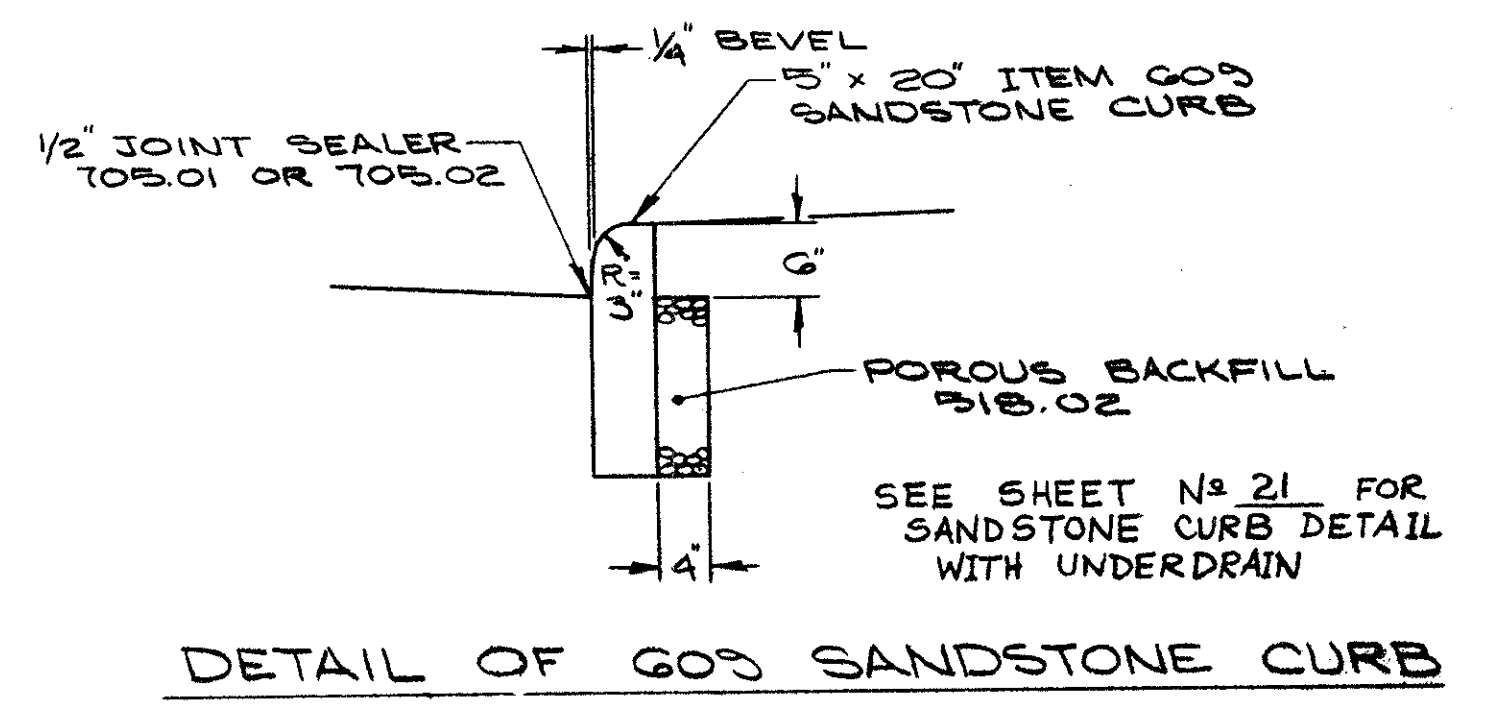 1/4" BEVEL
5" x 20" ITEM 609
SANDSTONE CURB
1/2" JOINT SEALER
705.01 OR 705.02
R=
3"
6"
POROUS BACKFILL
518.02
SEE SHEET Nº 21 FOR
SANDSTONE CURB DETAIL
WITH UNDERDRAIN
4"
DETAIL OF 609 SANDSTONE CURB